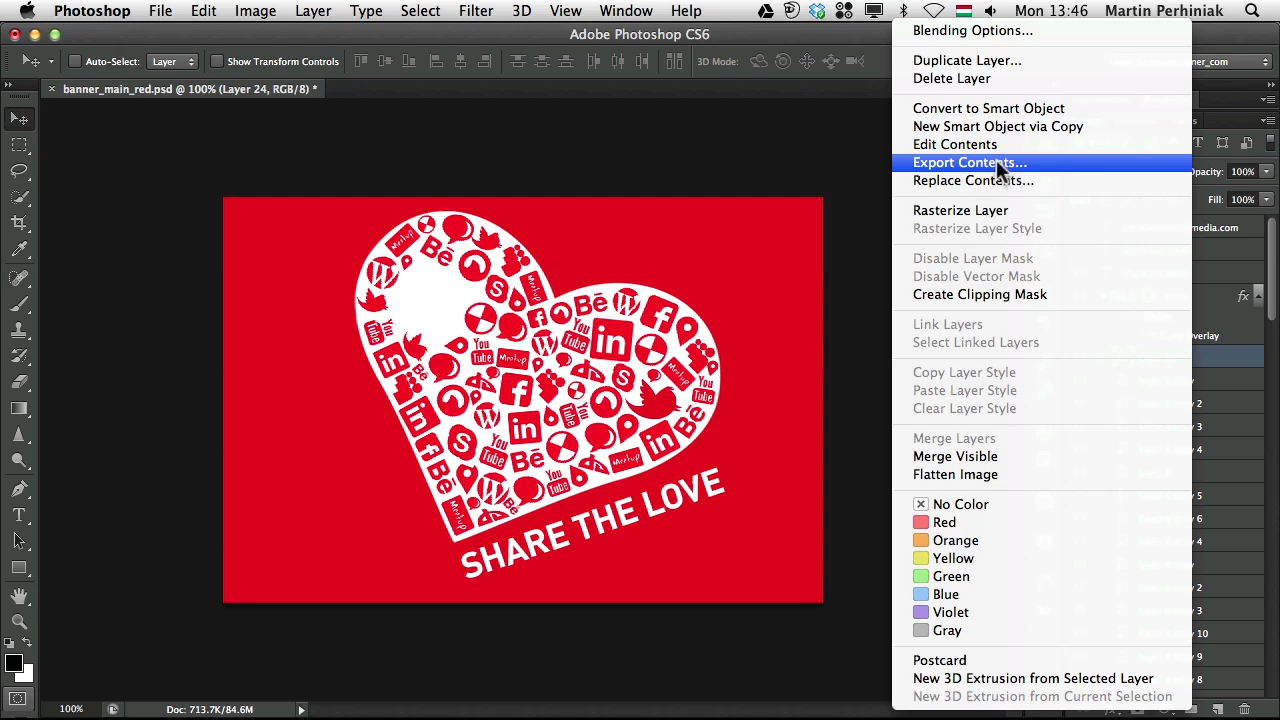 Photoshop File Edit Image Layer Type Select Filter 3D View Window Help Mon 13:46 Martin Perhiniak
Adobe Photoshop CS6
Auto-Select: Layer Show Transform Controls 3D Mode:
× banner_main_red.psd @ 100% (Layer 24, RGB/8) *
Blending Options...
Duplicate Layer...
Delete Layer
Convert to Smart Object
New Smart Object via Copy
Edit Contents
Export Contents...
Replace Contents...
Rasterize Layer
Rasterize Layer Style
Disable Layer Mask
Disable Vector Mask
Create Clipping Mask
Link Layers
Select Linked Layers
Copy Layer Style
Paste Layer Style
Clear Layer Style
Merge Layers
Merge Visible
Flatten Image
No Color
Red
Orange
Yellow
Green
Blue
Violet
Gray
Postcard
New 3D Extrusion from Selected Layer
New 3D Extrusion from Current Selection
Opacity: 100%
Fill: 100%
fx
SHARE THE LOVE
100% Doc: 713.7K/84.6M